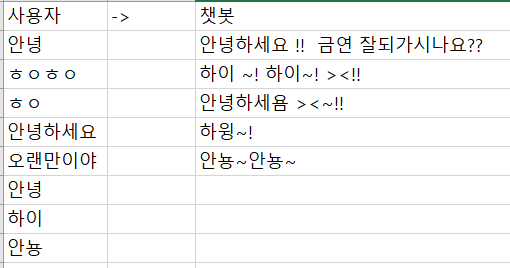 사용자 -> 챗봇
안녕 안녕하세요 !! 금연 잘되가시나요??
ㅎㅇㅎㅇ 하이 ~! 하이~! ><!!
ㅎㅇ 안녕하세욤 ><~!!
안녕하세요 하윙~!
오랜만이야 안뇽~안뇽~
안녕
하이
안뇽